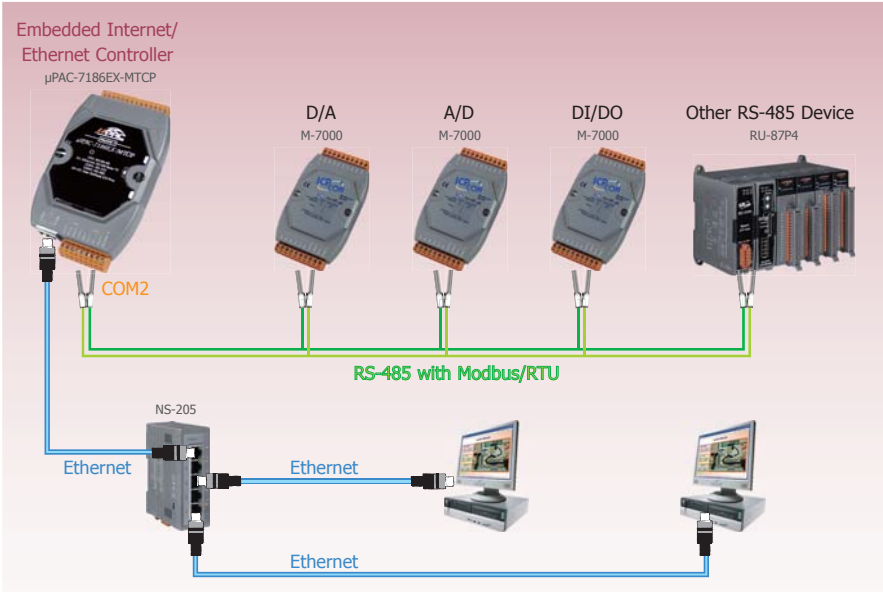 Embedded Internet/
Ethernet Controller
µPAC-7186EX-MTCP
D/A
M-7000
A/D
M-7000
DI/DO
M-7000
Other RS-485 Device
RU-87P4
COM2
RS-485 with Modbus/RTU
NS-205
Ethernet
Ethernet
Ethernet